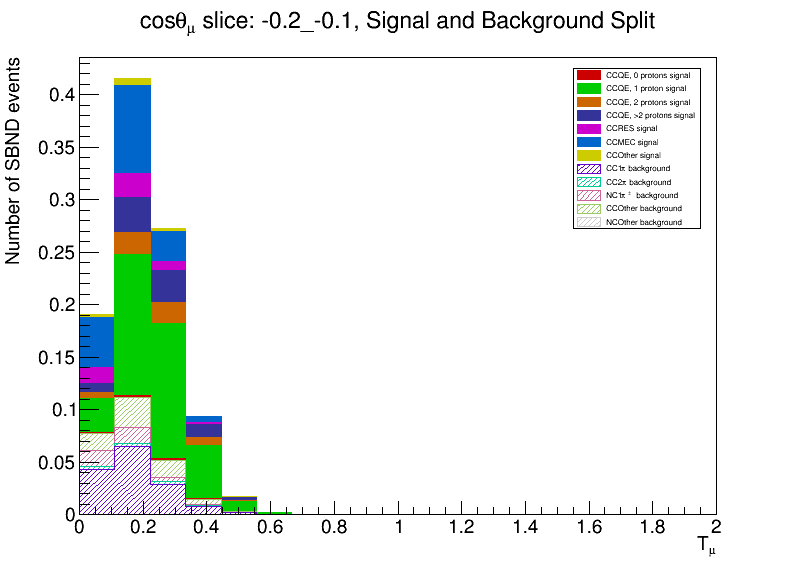 cosθμ slice: -0.2_-0.1, Signal and Background Split
Number of SBND events
0.4
0.35
0.3
0.25
0.2
0.15
0.1
0.05
0
CCQE, 0 protons signal
CCQE, 1 proton signal
CCQE, 2 protons signal
CCQE, >2 protons signal
CCRES signal
CCMEC signal
CCOther signal
CC1π background
CC2π background
NC1π ± background
CCOther background
NCOther background
0 0.2 0.4 0.6 0.8 1 1.2 1.4 1.6 1.8 2
Tμ